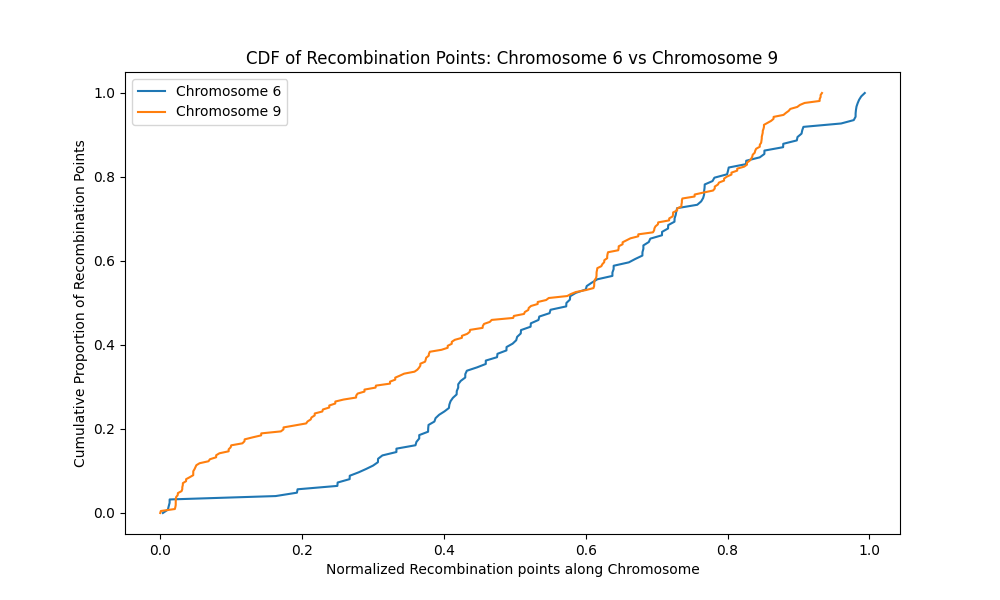 CDF of Recombination Points: Chromosome 6 vs Chromosome 9
Chromosome 6
Chromosome 9
Cumulative Proportion of Recombination Points
1.0
0.8
0.6
0.4
0.2
0.0
0.0 0.2 0.4 0.6 0.8 1.0
Normalized Recombination points along Chromosome